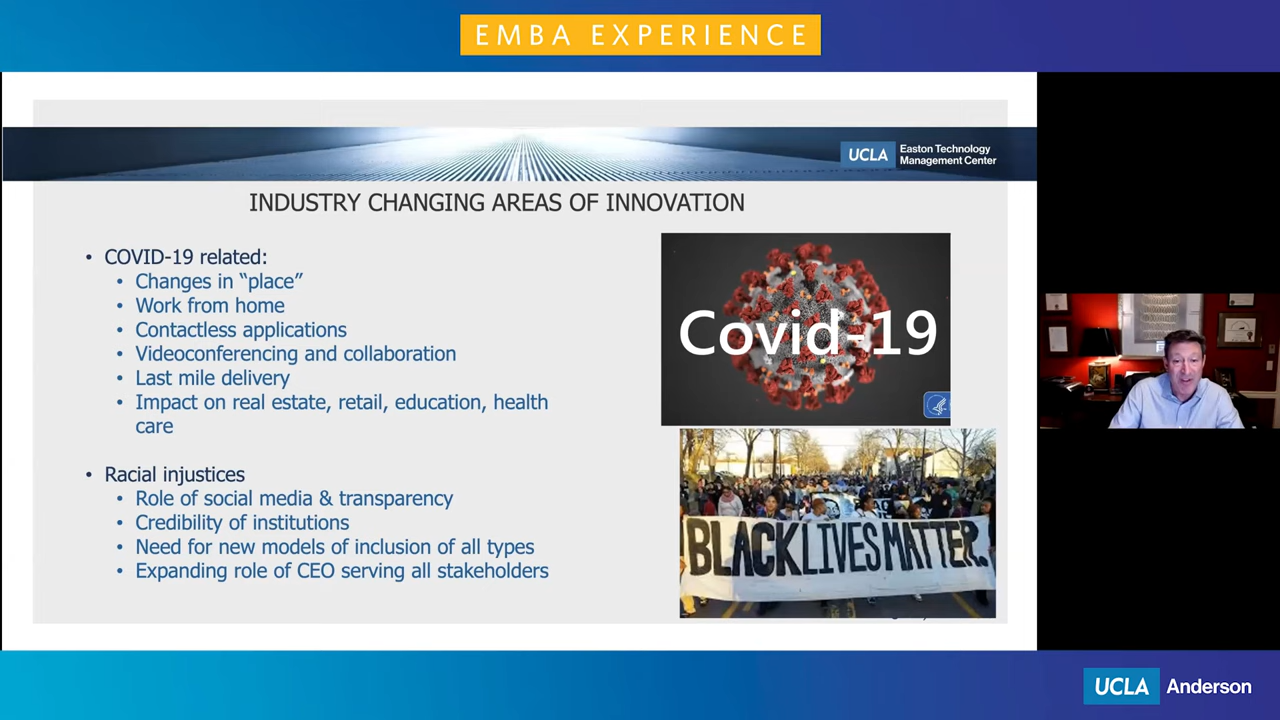 EMBA EXPERIENCE
UCLA
Easton Technology
Management Center
INDUSTRY CHANGING AREAS OF INNOVATION
• COVID-19 related:
• Changes in “place”
• Work from home
• Contactless applications
• Videoconferencing and collaboration
• Last mile delivery
• Impact on real estate, retail, education, health
care
• Racial injustices
• Role of social media & transparency
• Credibility of institutions
• Need for new models of inclusion of all types
• Expanding role of CEO serving all stakeholders
Covid-19
BLACK LIVES MATTER.
UCLA Anderson